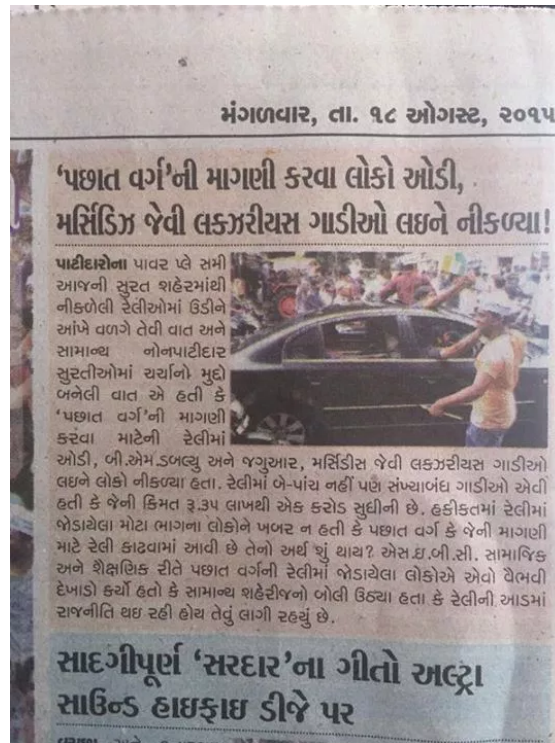 મંગળવાર, તા. ૧૮ ઓગસ્ટ, ૨૦૧૫
‘પછાત વર્ગ’ની માગણી કરવા લોકો ઓડી,
મર્સિડિઝ જેવી લક્ઝરીયસ ગાડીઓ લઇને નીકળ્યા!
પાટીદારોના પાવર પ્લે સમી
આજની સુરત શહેરમાંથી
નીકળેલી રેલીઓમાં ઉડીને
આંખે વળગે તેવી વાત અને
સામાન્ય નોનપાટીદાર
સુરતીઓમાં ચર્ચાનો મુદ્દો
બનેલી વાત એ હતી કે
‘પછાત વર્ગ’ની માગણી
કરવા માટેની રેલીમાં
ઓડી, બી.એમ.ડબલ્યુ અને જગુઆર, મર્સિડીસ જેવી લક્ઝરીયસ ગાડીઓ
લઇને લોકો નીકળ્યા હતા. રેલીમાં બે-પાંચ નહીં પણ સંખ્યાબંધ ગાડીઓ એવી
હતી કે જેની કિંમત રૂ.૩૫ લાખથી એક કરોડ સુધીની છે. હકીકતમાં રેલીમાં
જોડાયેલા મોટા ભાગના લોકોને ખબર ન હતી કે પછાત વર્ગ કે જેની માગણી
માટે રેલી કાઢવામાં આવી છે તેનો અર્થ શું થાય? એસ.ઇ.બી.સી. સામાજિક
અને શૈક્ષણિક રીતે પછાત વર્ગની રેલીમાં જોડાયેલા લોકોએ એવો વૈભવી
દેખાડો કર્યો હતો કે સામાન્ય શહેરીજનો બોલી ઉઠ્યા હતા કે રેલીની આડમાં
રાજનીતિ થઇ રહી હોય તેવું લાગી રહ્યું છે.
સાદગીપૂર્ણ ‘સરદાર’ના ગીતો અલ્ટ્રા
સાઉન્ડ હાઇફાઇ ડીજે પર